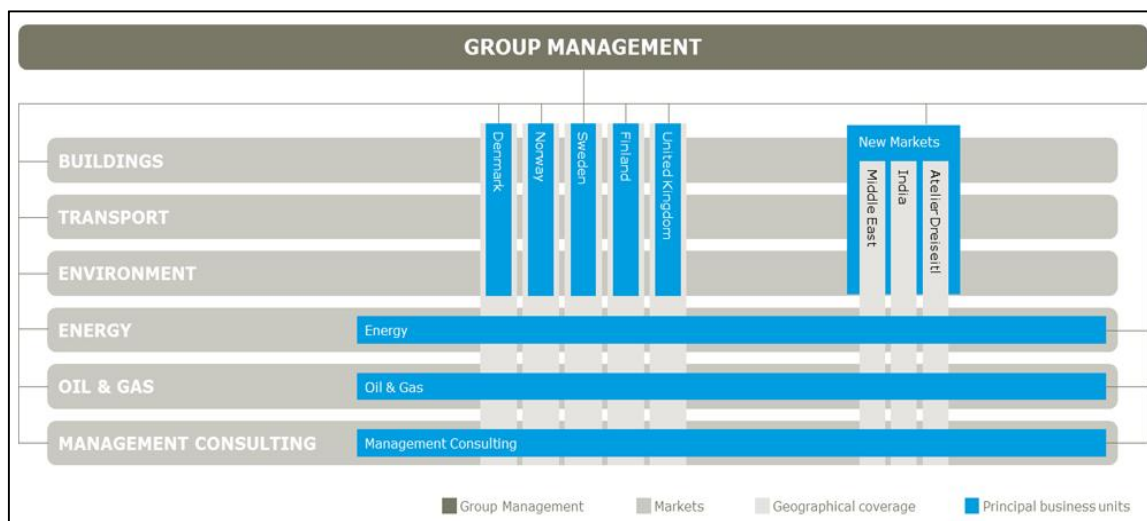 GROUP MANAGEMENT
Denmark
Norway
Sweden
Finland
United Kingdom
New Markets
Middle East
India
Atelier Dreiseitl
BUILDINGS
TRANSPORT
ENVIRONMENT
ENERGY
Energy
OIL & GAS
Oil & Gas
MANAGEMENT CONSULTING
Management Consulting
Group Management
Markets
Geographical coverage
Principal business units